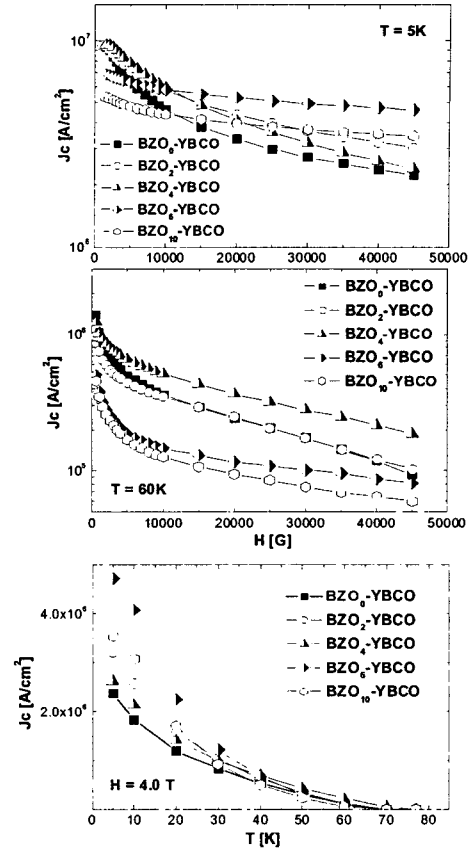 T = 5K
10⁷
Jc [A/cm²]
BZO₀-YBCO
BZO₂-YBCO
BZO₄-YBCO
BZO₆-YBCO
BZO₁₀-YBCO
10⁶
0 10000 20000 30000 40000 50000
BZO₀-YBCO
BZO₂-YBCO
BZO₄-YBCO
BZO₆-YBCO
BZO₁₀-YBCO
10⁶
Jc [A/cm²]
10⁵
T = 60K
0 10000 20000 30000 40000 50000
H [G]
4.0x10⁶
BZO₀-YBCO
BZO₂-YBCO
BZO₄-YBCO
BZO₆-YBCO
BZO₁₀-YBCO
Jc [A/cm²]
2.0x10⁶
H = 4.0 T
0 10 20 30 40 50 60 70 80
T [K]